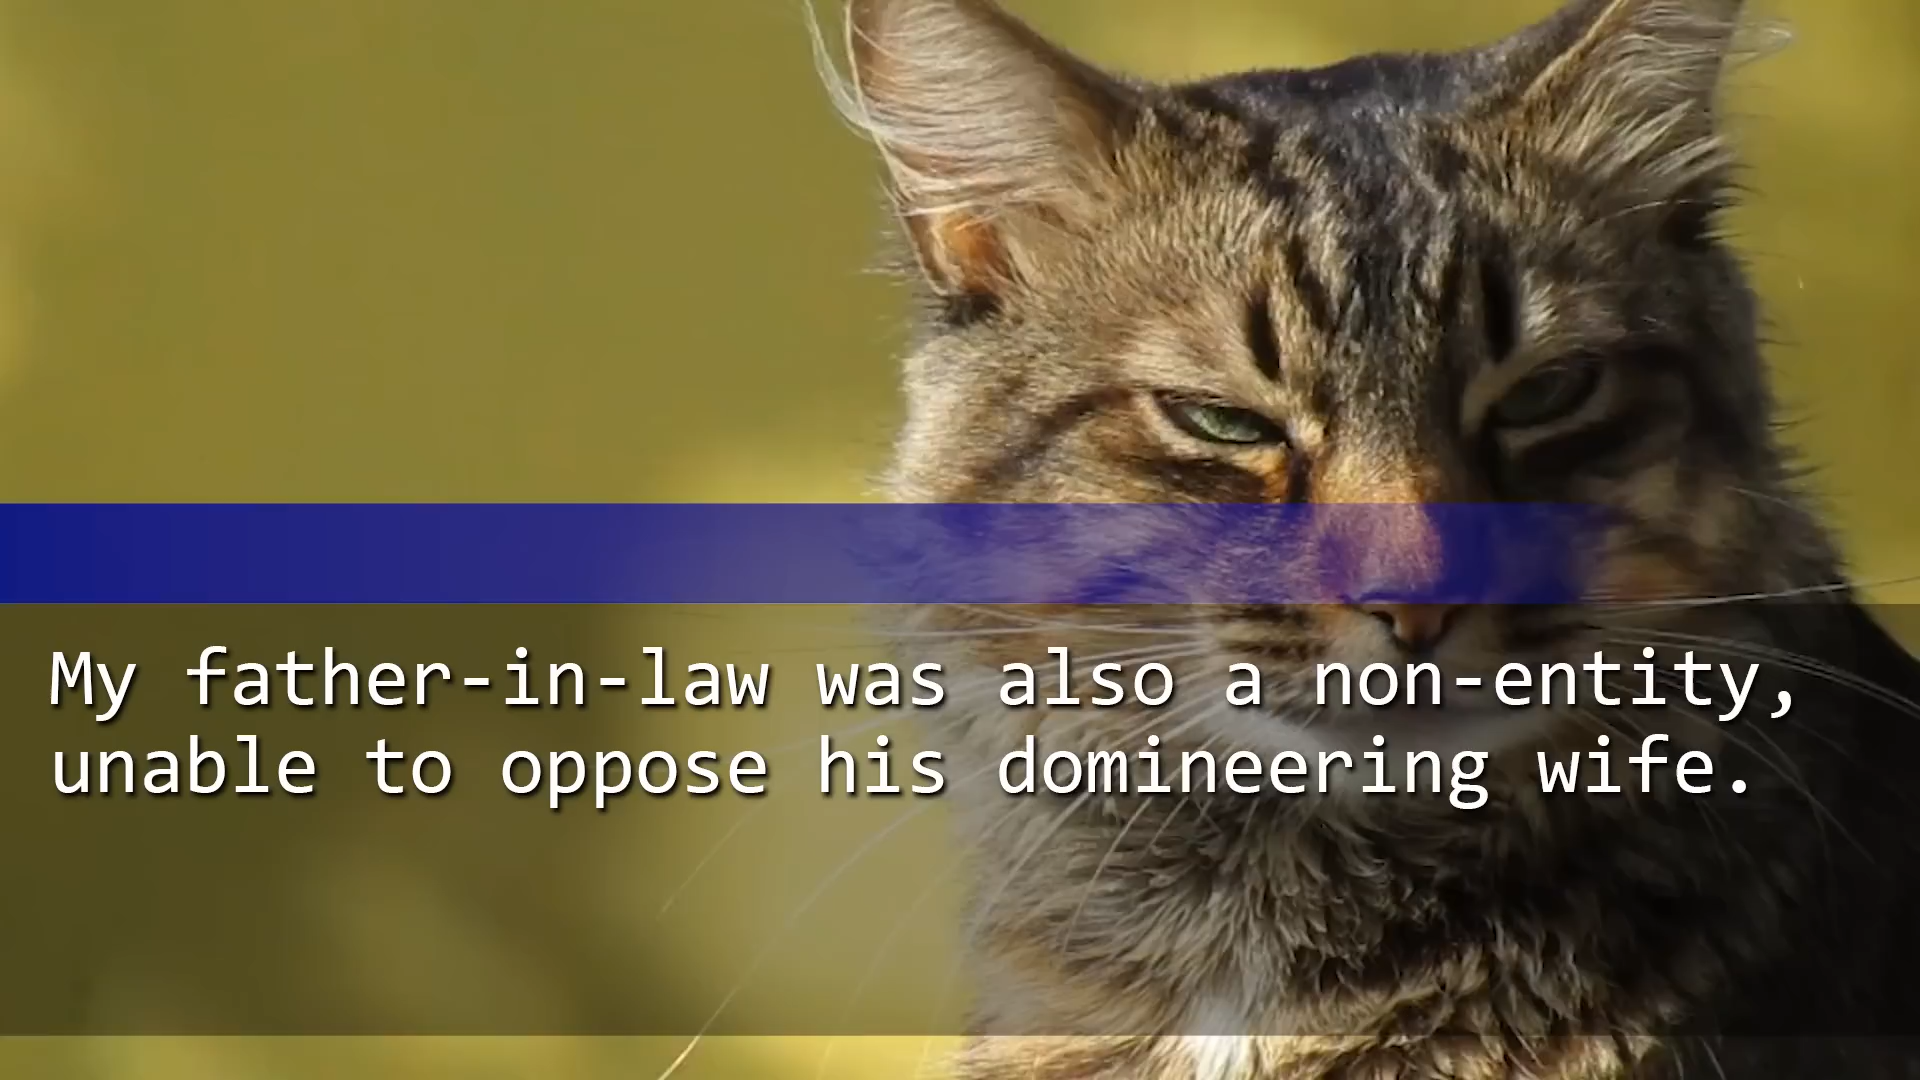 My father-in-law was also a non-entity,
unable to oppose his domineering wife.